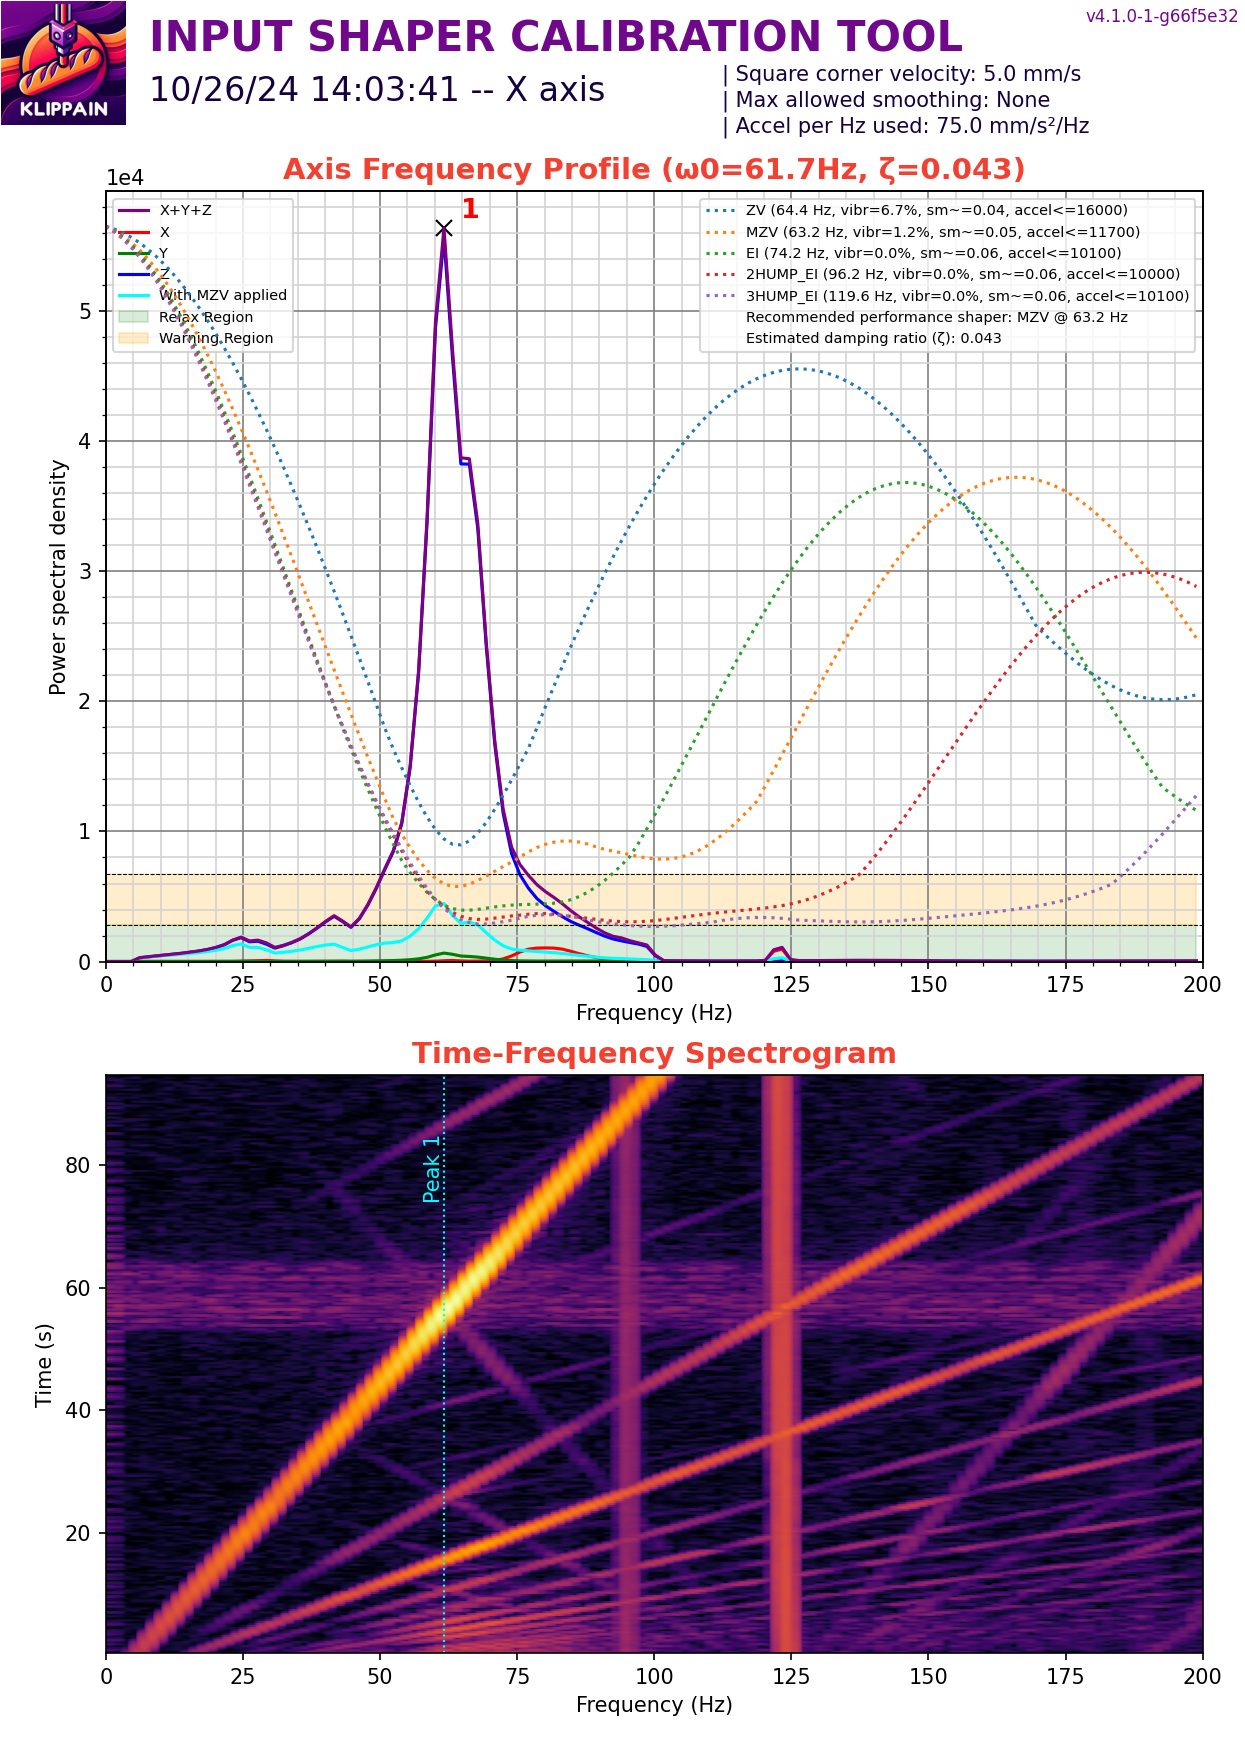 v4.1.0-1-g66f5e32
INPUT SHAPER CALIBRATION TOOL
10/26/24 14:03:41 -- X axis
| Square corner velocity: 5.0 mm/s
| Max allowed smoothing: None
| Accel per Hz used: 75.0 mm/s²/Hz
KLIPPAIN
Axis Frequency Profile (ω0=61.7Hz, ζ=0.043)
1e4
1
X+Y+Z
X
Y
Z
With MZV applied
Relax Region
Warning Region
ZV (64.4 Hz, vibr=6.7%, sm~=0.04, accel<=16000)
MZV (63.2 Hz, vibr=1.2%, sm~=0.05, accel<=11700)
EI (74.2 Hz, vibr=0.0%, sm~=0.06, accel<=10100)
2HUMP_EI (96.2 Hz, vibr=0.0%, sm~=0.06, accel<=10000)
3HUMP_EI (119.6 Hz, vibr=0.0%, sm~=0.06, accel<=10100)
Recommended performance shaper: MZV @ 63.2 Hz
Estimated damping ratio (ζ): 0.043
Power spectral density
5
4
3
2
1
0
0 25 50 75 100 125 150 175 200
Frequency (Hz)
Time-Frequency Spectrogram
Peak 1
Time (s)
80
60
40
20
0 25 50 75 100 125 150 175 200
Frequency (Hz)